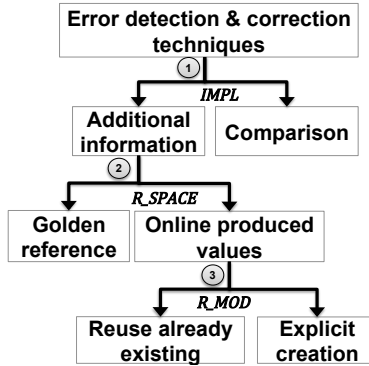 Error detection & correction
techniques
1
IMPL
Additional
information
Comparison
2
R_SPACE
Golden
reference
Online produced
values
3
R_MOD
Reuse already
existing
Explicit
creation